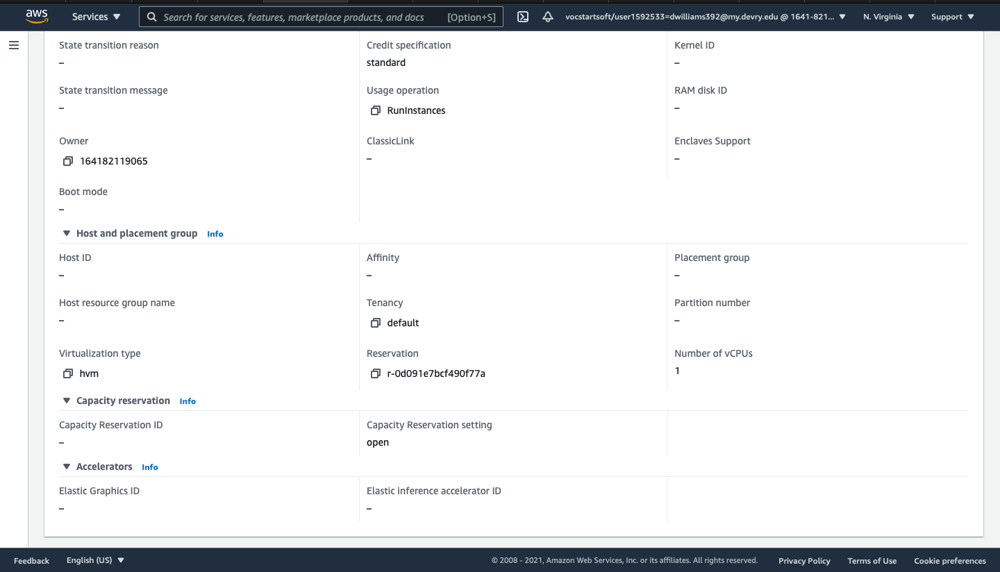 aws Services Search for services, features, marketplace products, and docs [Option+S] vocstartsoft/user1592533=dwilliams392@my.devry.edu @ 1641-821... N. Virginia Support
State transition reason Credit specification Kernel ID
– standard –
State transition message Usage operation RAM disk ID
– RunInstances –
Owner ClassicLink Enclaves Support
164182119065 – –
Boot mode
–
Host and placement group Info
Host ID Affinity Placement group
– – –
Host resource group name Tenancy Partition number
– default –
Virtualization type Reservation Number of vCPUs
hvm r-0d091e7bcf490f77a 1
Capacity reservation Info
Capacity Reservation ID Capacity Reservation setting
– open
Accelerators Info
Elastic Graphics ID Elastic inference accelerator ID
– –
Feedback English (US) © 2008 - 2021, Amazon Web Services, Inc. or its affiliates. All rights reserved. Privacy Policy Terms of Use Cookie preferences